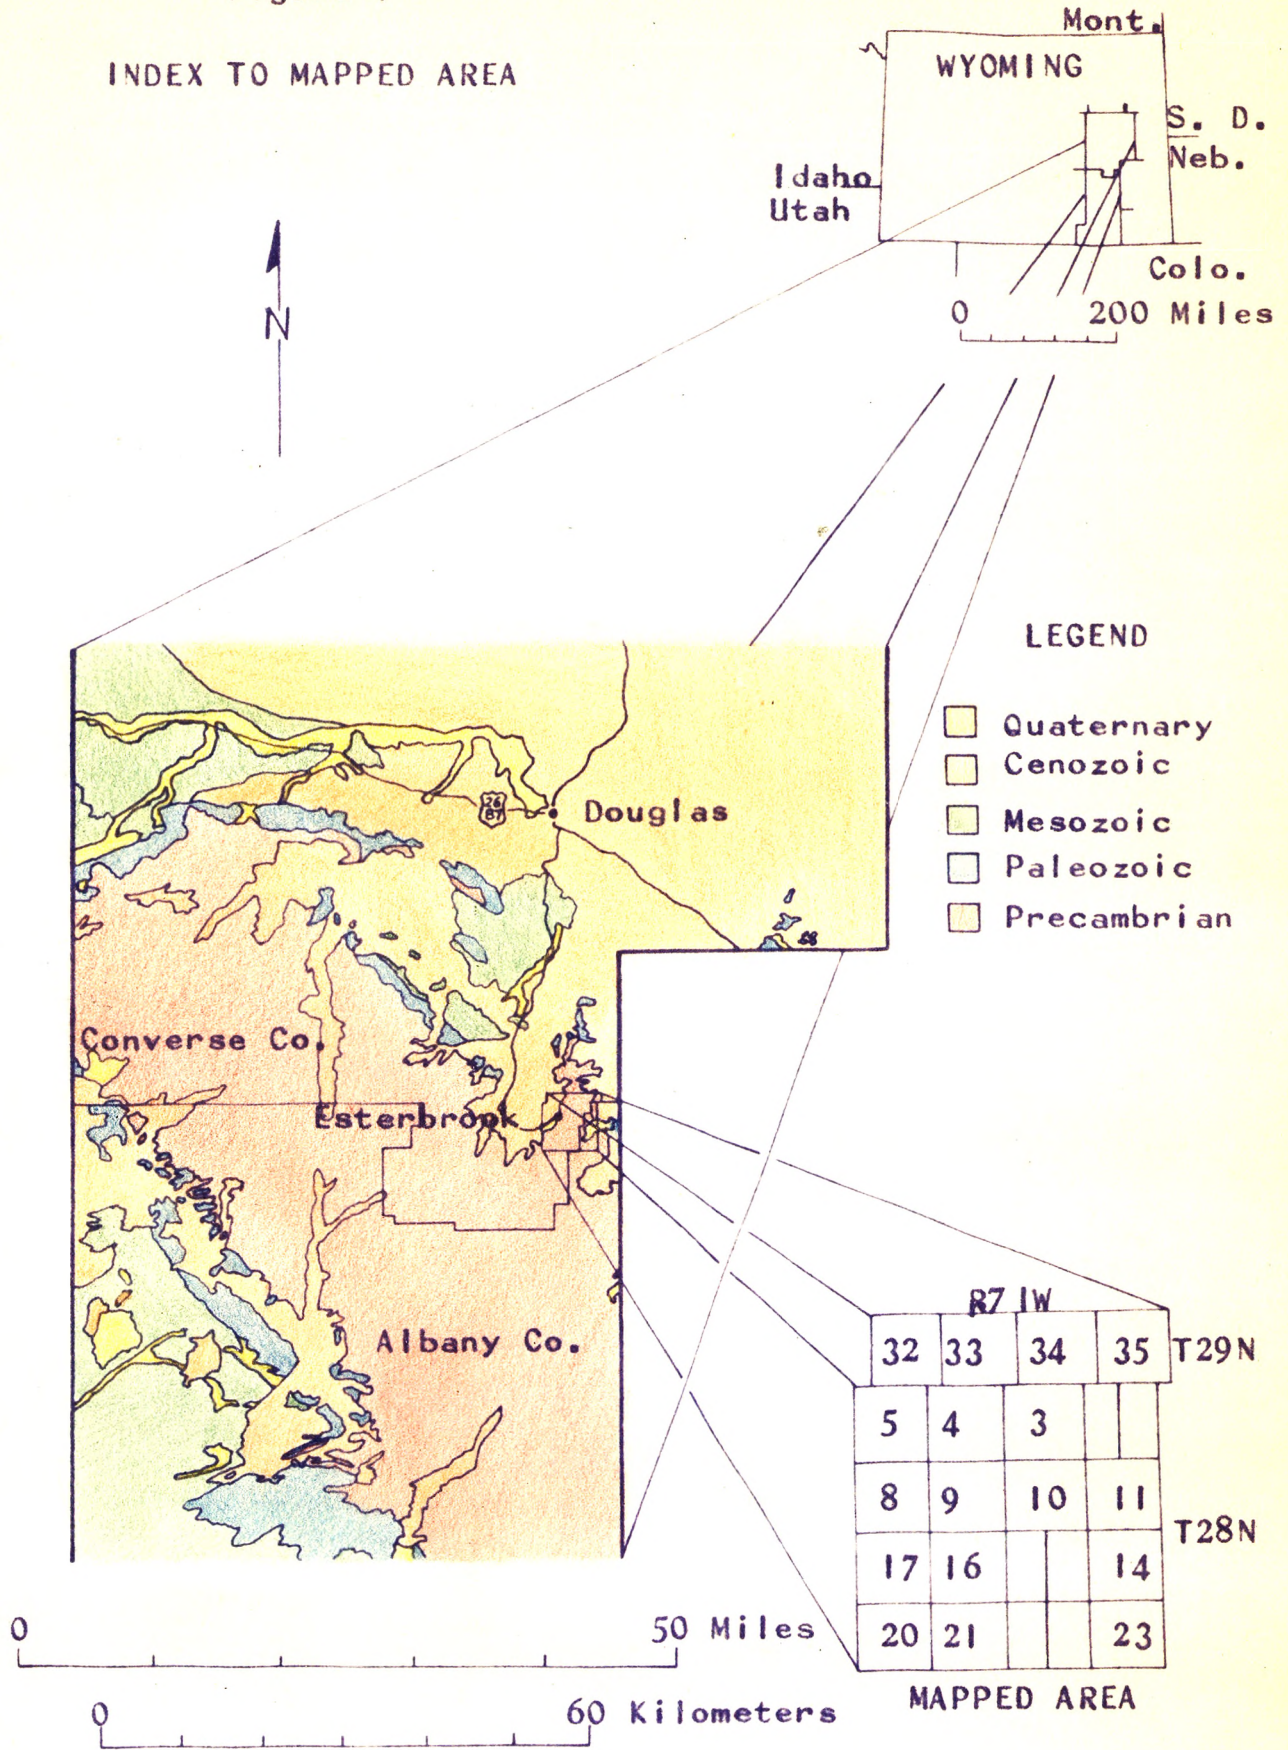 Mont.
INDEX TO MAPPED AREA
WYOMING
S. D.
Neb.
Idaho
Utah
Colo.
0 200 Miles
N
LEGEND
Quaternary
Cenozoic
Mesozoic
Paleozoic
Precambrian
26
87
Douglas
Converse Co.
Esterbrook
Albany Co.
R71W
32 33 34 35 T29N
5 4 3
8 9 10 11
T28N
17 16 14
20 21 23
MAPPED AREA
0 50 Miles
0 60 Kilometers